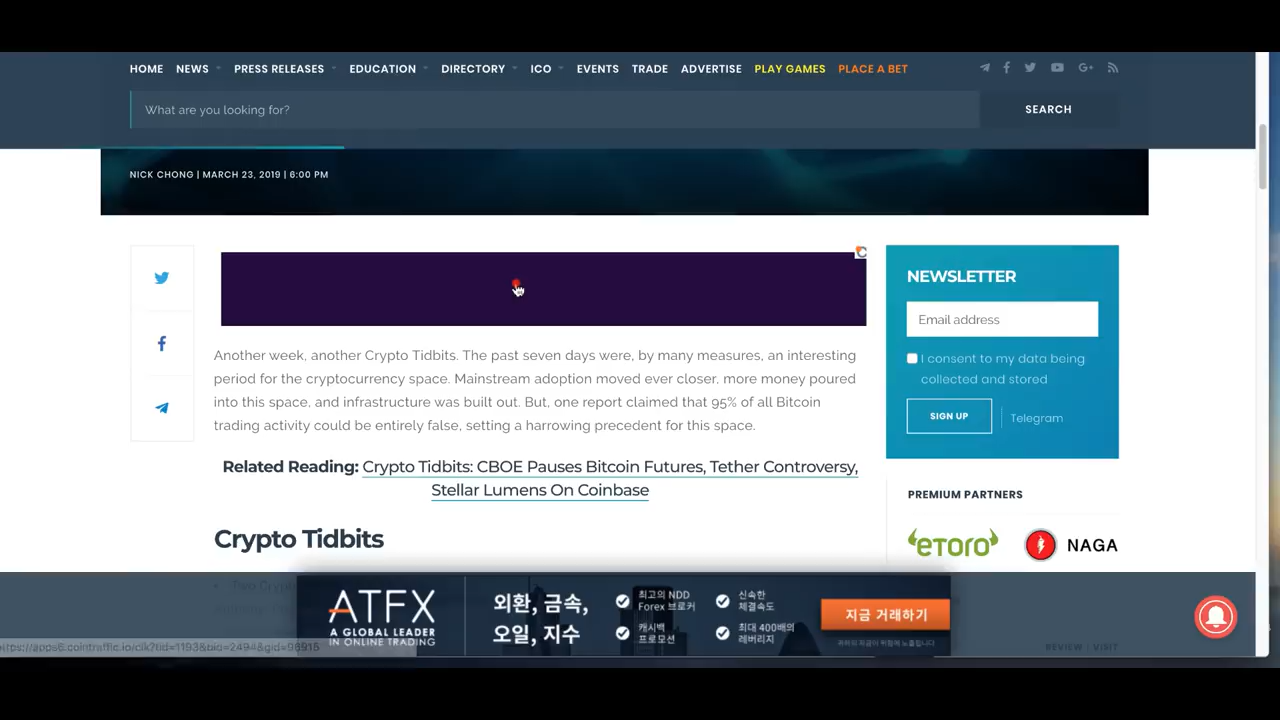 HOME NEWS PRESS RELEASES EDUCATION DIRECTORY ICO EVENTS TRADE ADVERTISE PLAY GAMES PLACE A BET
What are you looking for?
SEARCH
NICK CHONG | MARCH 23, 2019 | 6:00 PM
Another week, another Crypto Tidbits. The past seven days were, by many measures, an interesting
period for the cryptocurrency space. Mainstream adoption moved ever closer, more money poured
into this space, and infrastructure was built out. But, one report claimed that 95% of all Bitcoin
trading activity could be entirely false, setting a harrowing precedent for this space.
Related Reading: Crypto Tidbits: CBOE Pauses Bitcoin Futures, Tether Controversy,
Stellar Lumens On Coinbase
Crypto Tidbits
Two Cryp
NEWSLETTER
Email address
I consent to my data being
collected and stored
SIGN UP
Telegram
PREMIUM PARTNERS
eToro
NAGA
REVIEW | VISIT
ATFX
A GLOBAL LEADER
IN ONLINE TRADING
외환, 금속,
오일, 지수
최고의 NDD
Forex 브로커
캐시백
프로모션
신속한
체결속도
최대 400배의
레버리지
지금 거래하기